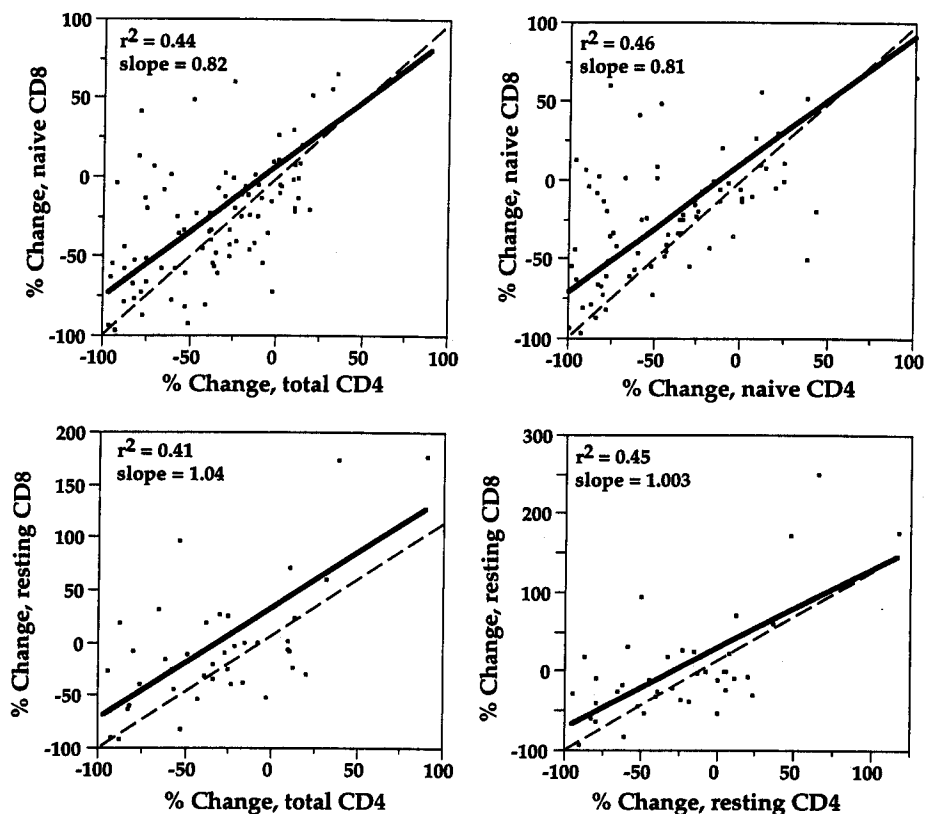 r2 = 0.44
slope = 0.82
100
50
0
-50
-100
% Change, naive CD8
-100
-50
0
50
100
% Change, total CD4
r2 = 0.46
slope = 0.81
100
50
0
-50
-100
% Change, naive CD8
-100
-50
0
50
100
% Change, naive CD4
r2 = 0.41
slope = 1.04
200
150
100
50
0
-50
-100
% Change, resting CD8
-100
-50
0
50
100
% Change, total CD4
r2 = 0.45
slope = 1.003
300
200
100
0
-100
% Change, resting CD8
-100
-50
0
50
100
% Change, resting CD4